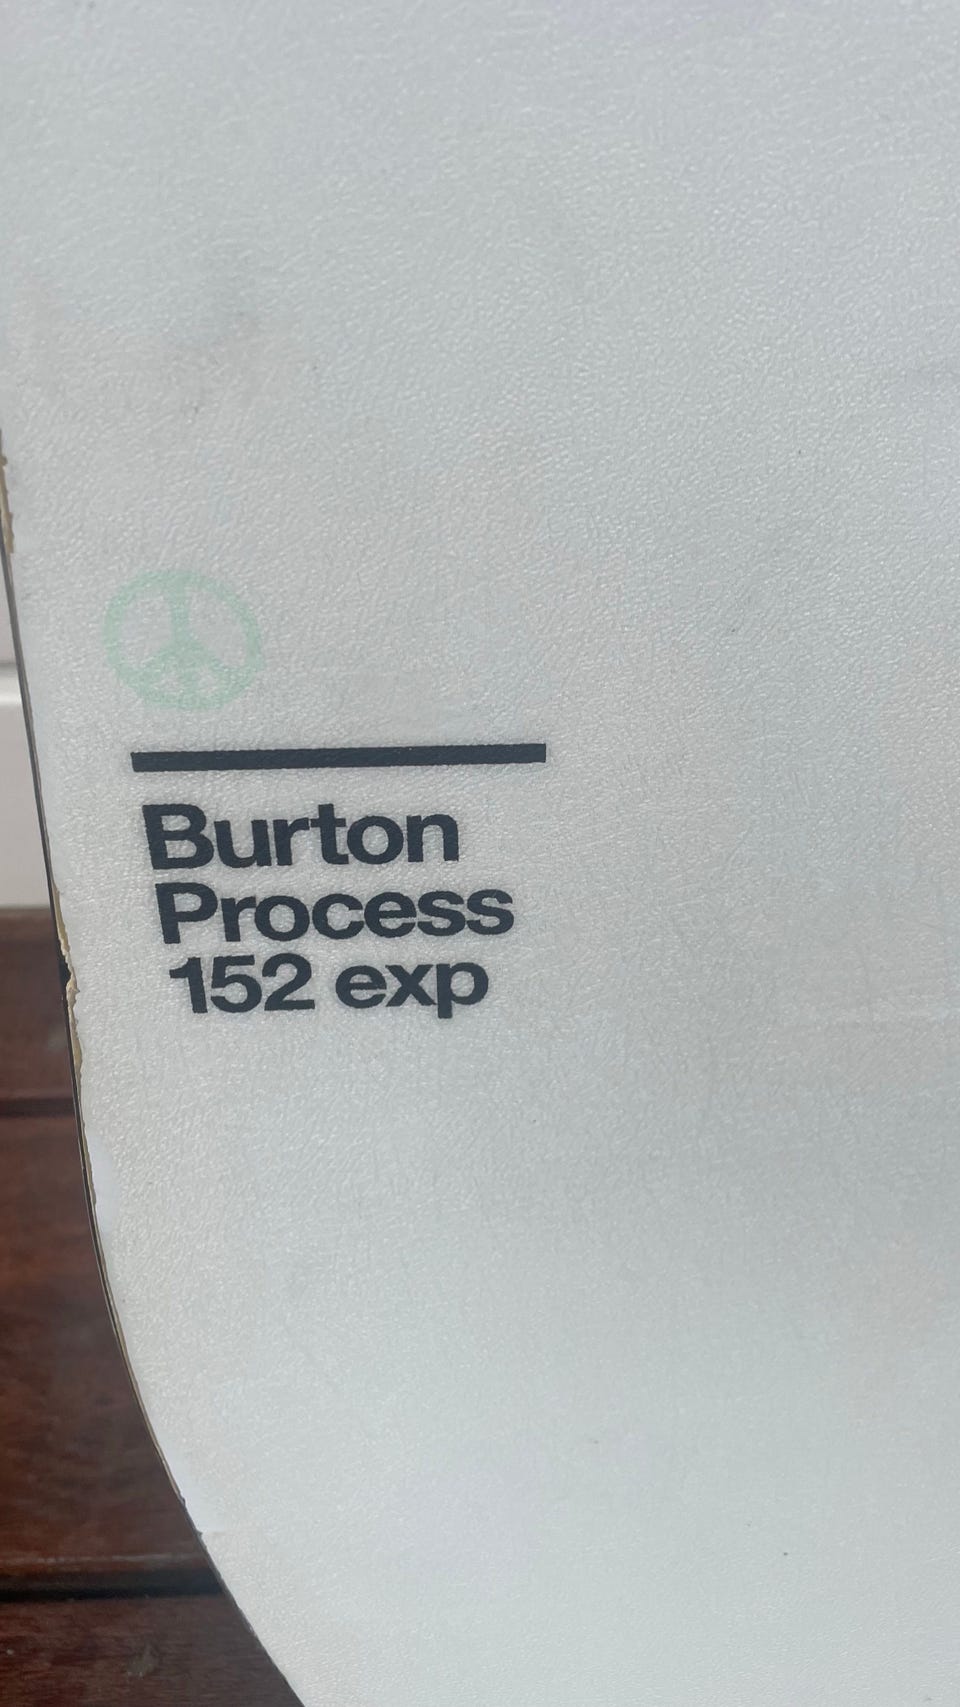 Burton
Process
152 exp